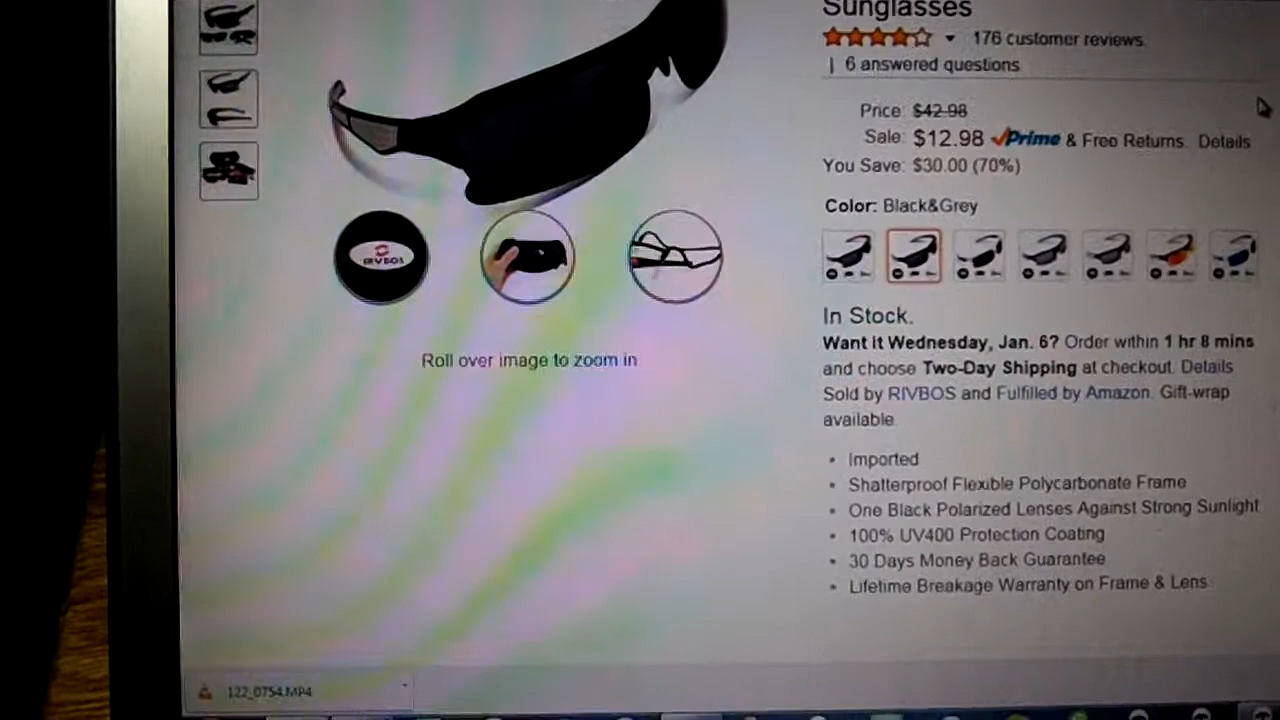 Sunglasses
176 customer reviews
| 6 answered questions
Price: $42.98
Sale: $12.98 Prime & Free Returns. Details
You Save: $30.00 (70%)
Color: Black&Grey
RIVBOS
In Stock.
Want it Wednesday, Jan. 6? Order within 1 hr 8 mins
and choose Two-Day Shipping at checkout. Details
Sold by RIVBOS and Fulfilled by Amazon. Gift-wrap
available.
Roll over image to zoom in
• Imported
• Shatterproof Flexible Polycarbonate Frame
• One Black Polarized Lenses Against Strong Sunlight
• 100% UV400 Protection Coating
• 30 Days Money Back Guarantee
• Lifetime Breakage Warranty on Frame & Lens
122_0754.MP4